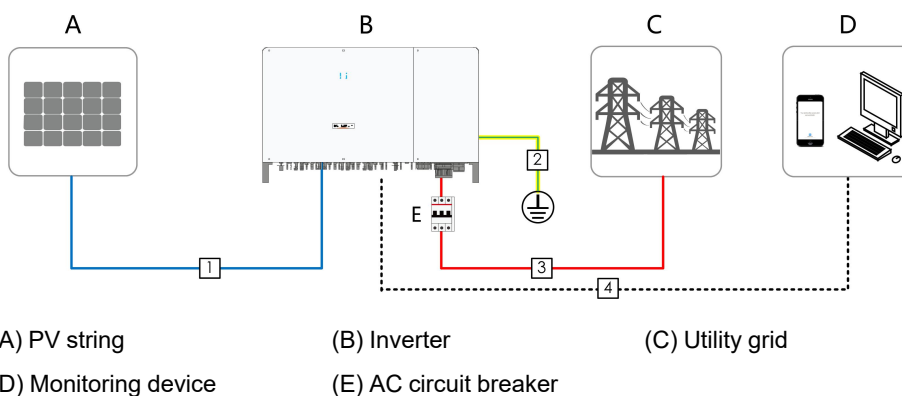 A B C D
2
E
1 3
4
A) PV string (B) Inverter (C) Utility grid
D) Monitoring device (E) AC circuit breaker